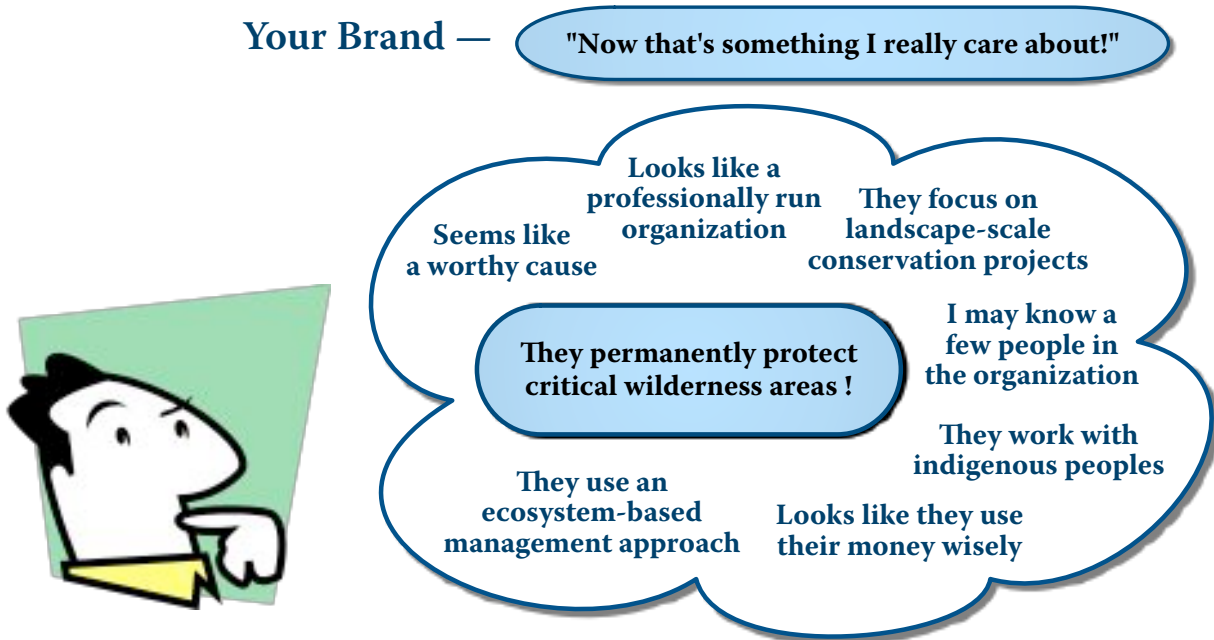 Your Brand — "Now that's something I really care about!"
Looks like a
professionally run
organization
They focus on
landscape-scale
conservation projects
Seems like
a worthy cause
I may know a
few people in
the organization
They permanently protect
critical wilderness areas !
They work with
indigenous peoples
They use an
ecosystem-based
management approach
Looks like they use
their money wisely